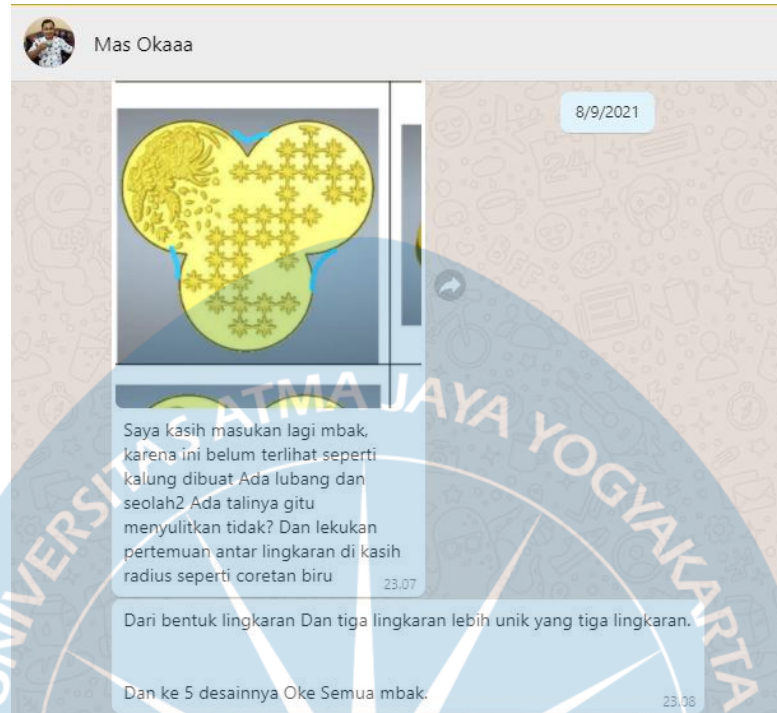 Mas Okaaa
8/9/2021
Saya kasih masukan lagi mbak,
karena ini belum terlihat seperti
kalung dibuat Ada lubang dan
seolah2 Ada talinya gitu
menyulitkan tidak? Dan lekukan
pertemuan antar lingkaran di kasih
radius seperti coretan biru
23.07
Dari bentuk lingkaran Dan tiga lingkaran lebih unik yang tiga lingkaran.
Dan ke 5 desainnya Oke Semua mbak.
23.08
UNIVERSITAS ATMA JAYA YOGYAKARTA